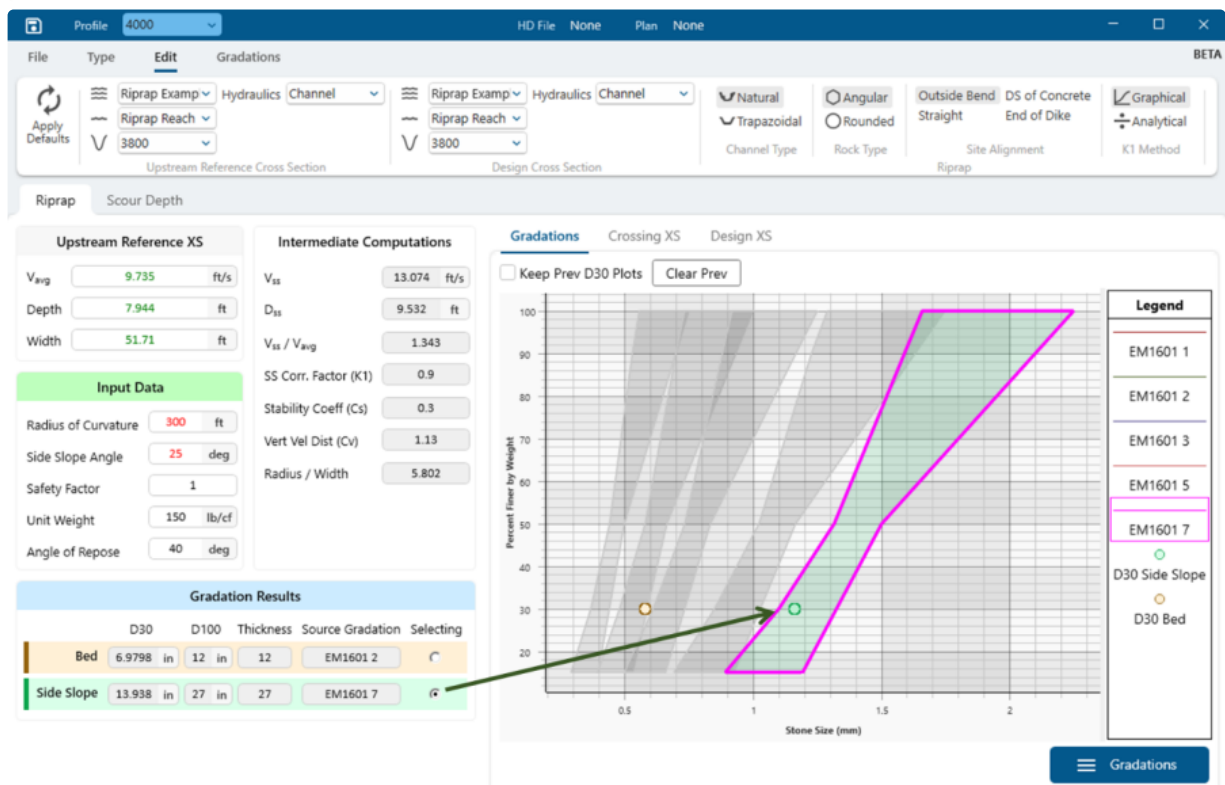 Profile 4000 HD File None Plan None
File Type Edit Gradations BETA
Riprap Examp Hydraulics Channel Riprap Examp Hydraulics Channel Natural Angular Outside Bend DS of Concrete Graphical
Apply Defaults Riprap Reach Riprap Reach Trapazoidal Rounded Straight End of Dike Analytical
3800 3800 Channel Type Rock Type Site Alignment K1 Method
Upstream Reference Cross Section Design Cross Section Riprap
Riprap Scour Depth
Upstream Reference XS
Vavg 9.735 ft/s
Depth 7.944 ft
Width 51.71 ft
Input Data
Radius of Curvature 300 ft
Side Slope Angle 25 deg
Safety Factor 1
Unit Weight 150 lb/cf
Angle of Repose 40 deg
Intermediate Computations
Vss 13.074 ft/s
Dss 9.532 ft
Vss / Vavg 1.343
SS Corr. Factor (K1) 0.9
Stability Coeff (Cs) 0.3
Vert Vel Dist (Cv) 1.13
Radius / Width 5.802
Gradation Results
D30 D100 Thickness Source Gradation Selecting
Bed 6.9798 in 12 in 12 EM1601 2
Side Slope 13.938 in 27 in 27 EM1601 7
Gradations Crossing XS Design XS
Keep Prev D30 Plots Clear Prev
Percent Finer by Weight
100
90
80
70
60
50
40
30
20
0.5 1 1.5 2
Stone Size (mm)
Legend
EM1601 1
EM1601 2
EM1601 3
EM1601 5
EM1601 7
D30 Side Slope
D30 Bed
Gradations